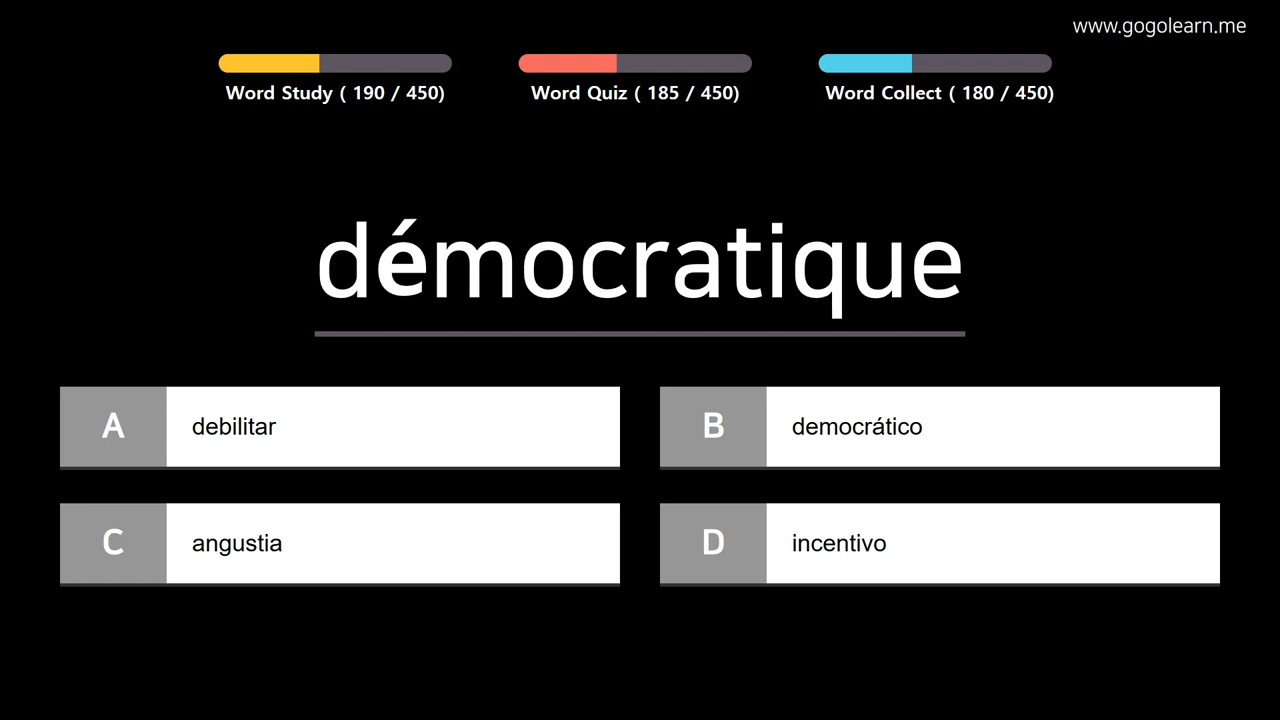 www.gogolearn.me
Word Study ( 190 / 450)
Word Quiz ( 185 / 450)
Word Collect ( 180 / 450)
démocratique
A debilitar
B democrático
C angustia
D incentivo